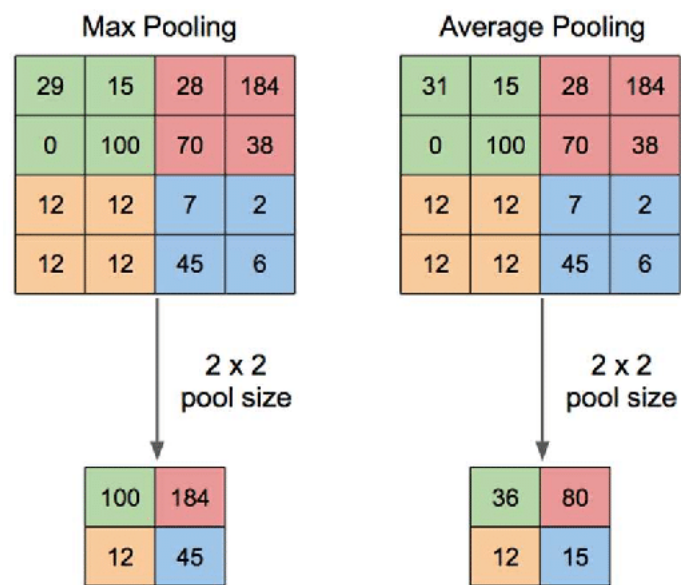 Max Pooling
29 15 28 184
0 100 70 38
12 12 7 2
12 12 45 6
2 x 2
pool size
100 184
12 45
Average Pooling
31 15 28 184
0 100 70 38
12 12 7 2
12 12 45 6
2 x 2
pool size
36 80
12 15